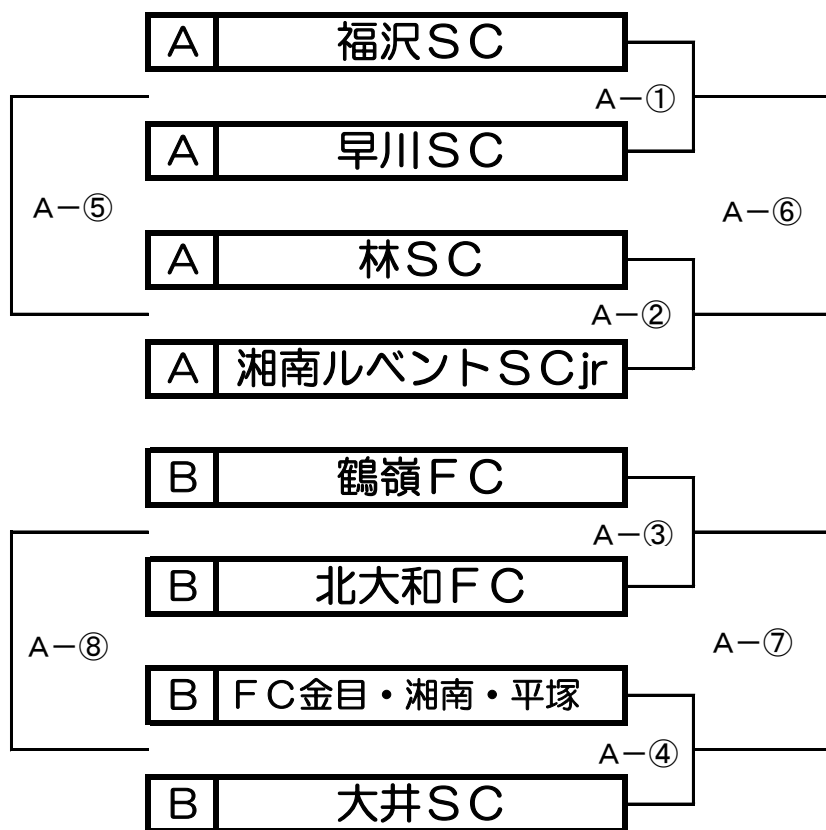 A 福沢SC
A－①
A 早川SC
A－⑤
A－⑥
A 林SC
A－②
A 湘南ルベントSCjr
B 鶴嶺FC
A－③
B 北大和FC
A－⑧
A－⑦
B FC金目・湘南・平塚
A－④
B 大井SC